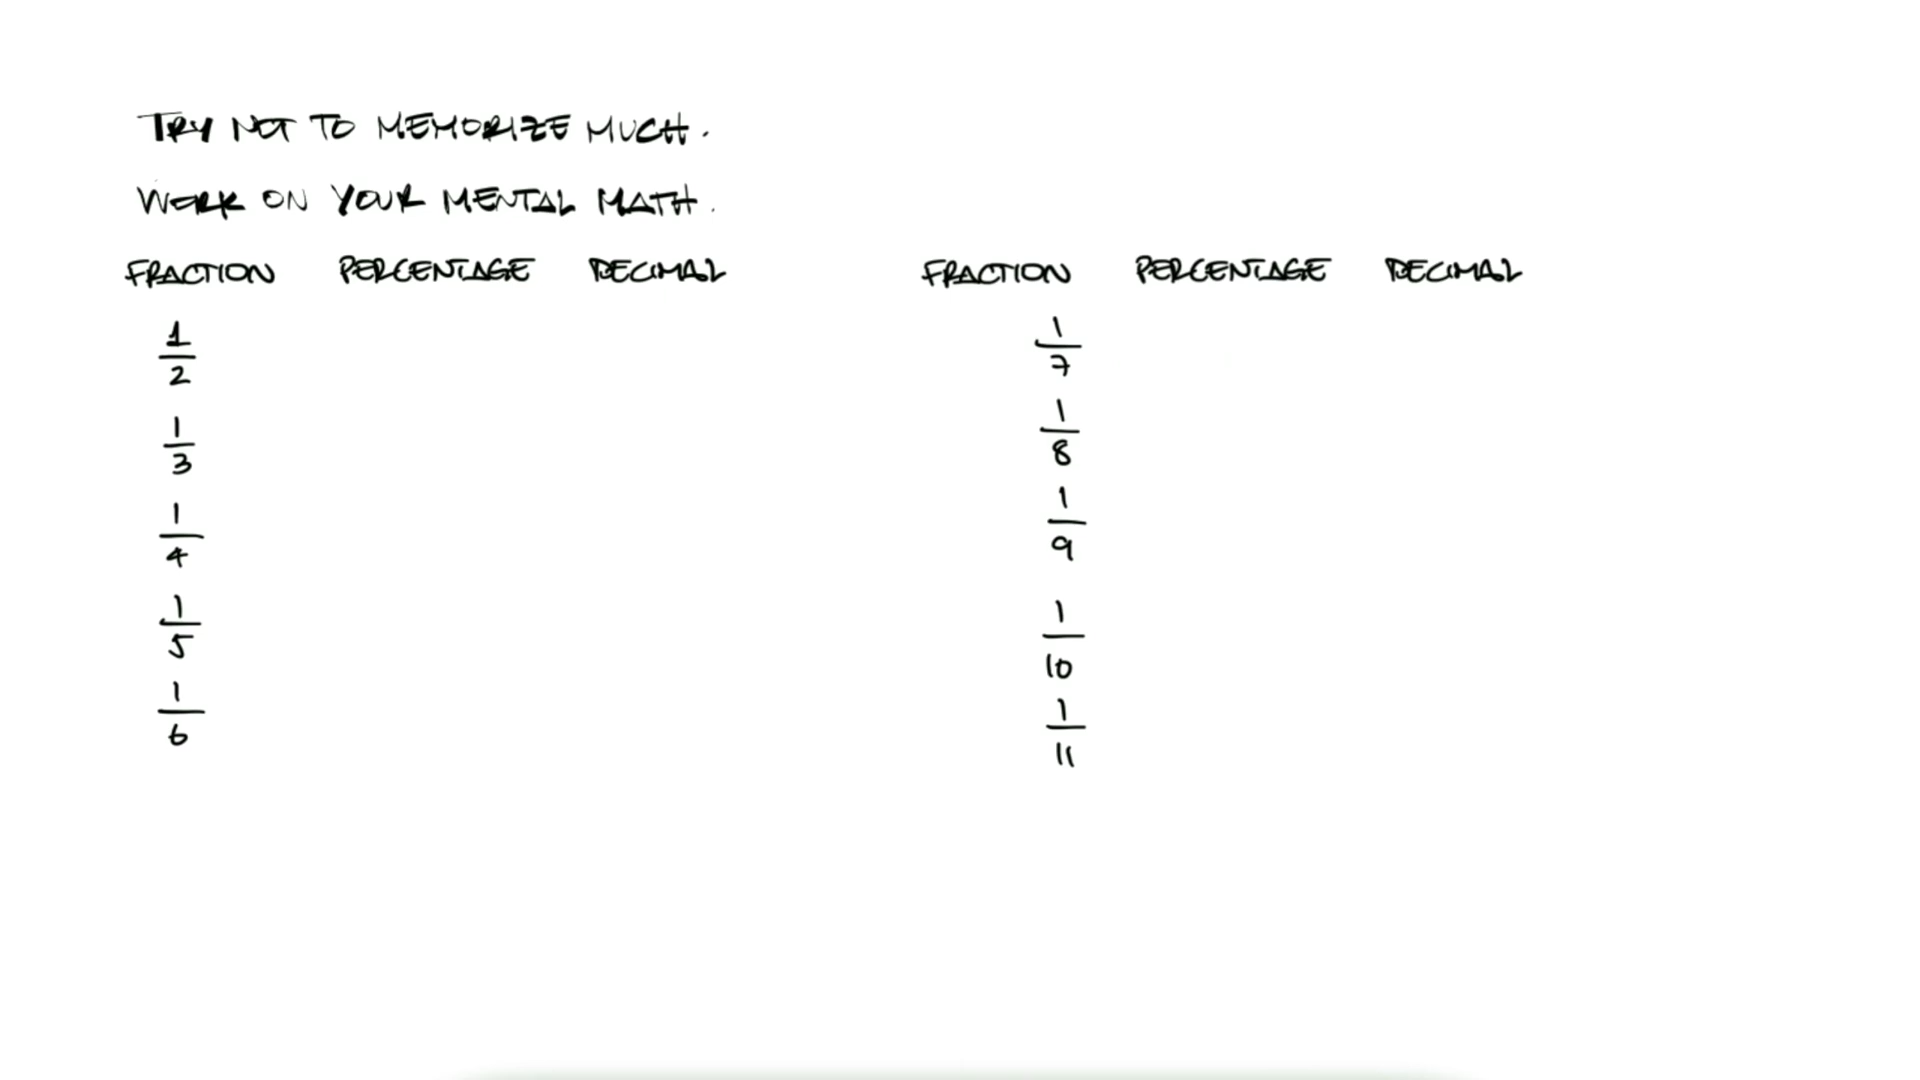 TRY NOT TO MEMORIZE MUCH.
WORK ON YOUR MENTAL MATH.
FRACTION PERCENTAGE DECIMAL
1/2
1/3
1/4
1/5
1/6
FRACTION PERCENTAGE DECIMAL
1/7
1/8
1/9
1/10
1/11